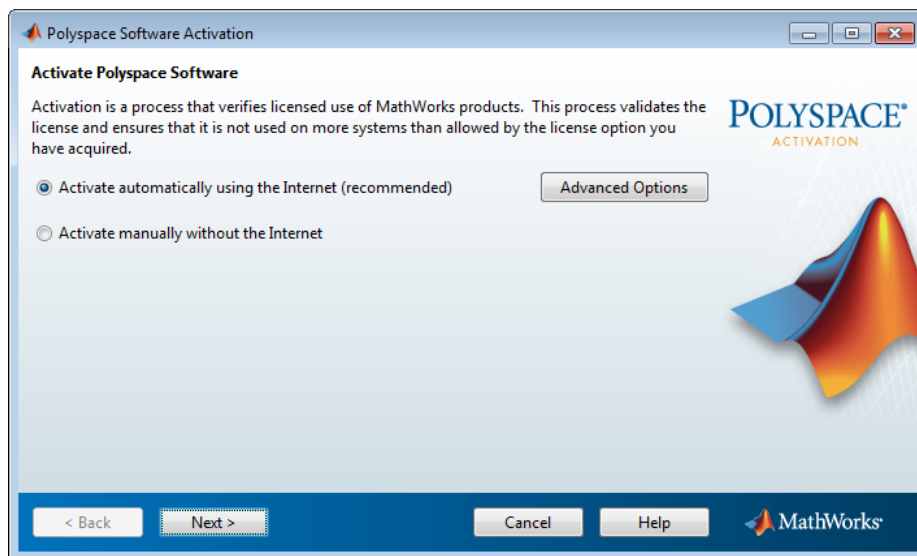 Polyspace Software Activation
Activate Polyspace Software
Activation is a process that verifies licensed use of MathWorks products.  This process validates the
license and ensures that it is not used on more systems than allowed by the license option you
have acquired.
POLYSPACE®
ACTIVATION
Activate automatically using the Internet (recommended)
Advanced Options
Activate manually without the Internet
< Back
Next >
Cancel
Help
MathWorks®